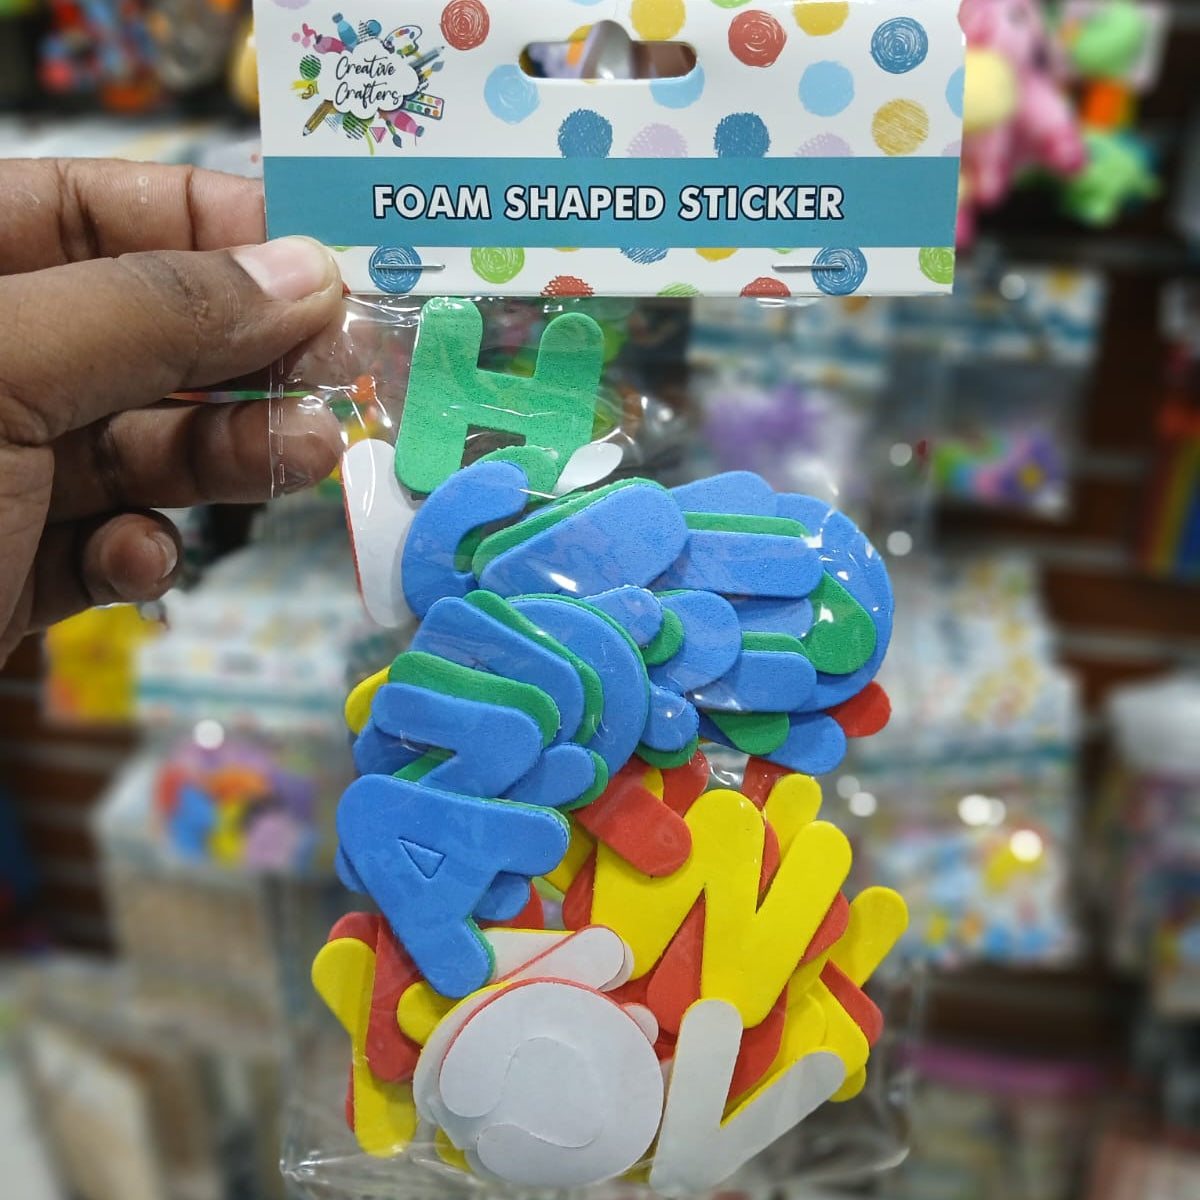 Creative
Crafters
FOAM SHAPED STICKER
H
A
W